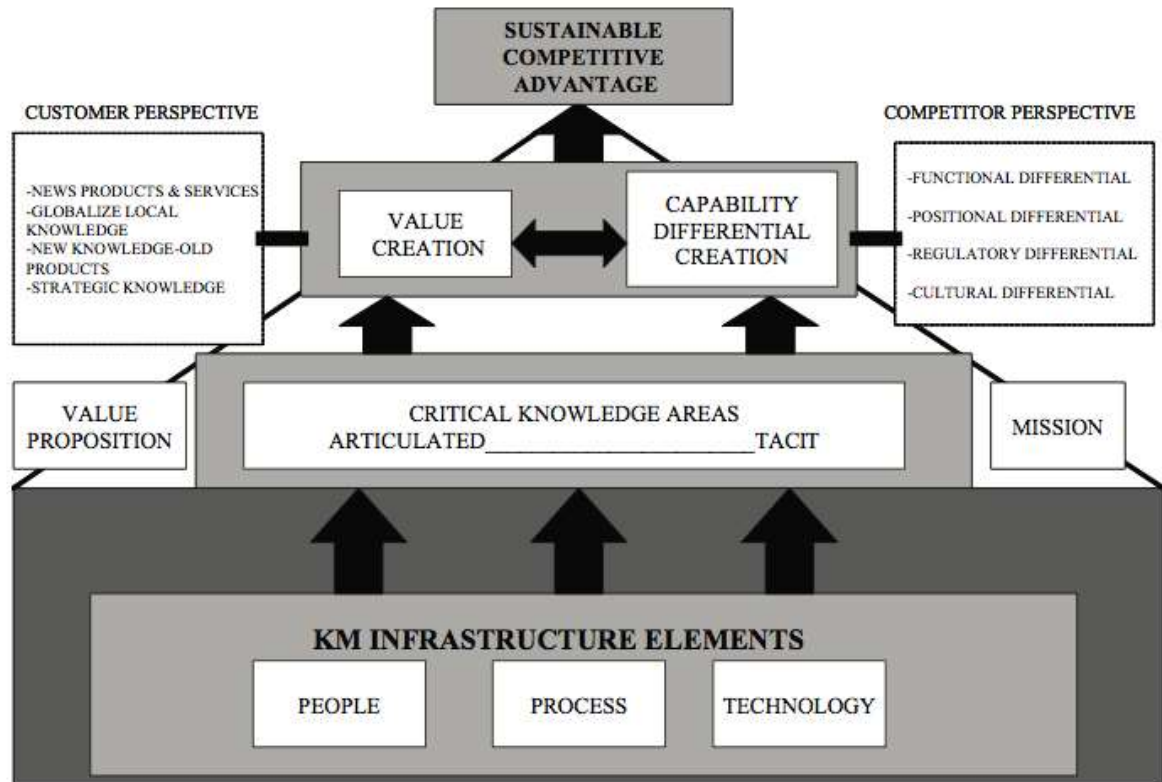 SUSTAINABLE
COMPETITIVE
ADVANTAGE
CUSTOMER PERSPECTIVE
COMPETITOR PERSPECTIVE
-NEWS PRODUCTS & SERVICES
-GLOBALIZE LOCAL
KNOWLEDGE
-NEW KNOWLEDGE-OLD
PRODUCTS
-STRATEGIC KNOWLEDGE
VALUE
CREATION
CAPABILITY
DIFFERENTIAL
CREATION
-FUNCTIONAL DIFFERENTIAL
-POSITIONAL DIFFERENTIAL
-REGULATORY DIFFERENTIAL
-CULTURAL DIFFERENTIAL
VALUE
PROPOSITION
CRITICAL KNOWLEDGE AREAS
ARTICULATED________________________TACIT
MISSION
KM INFRASTRUCTURE ELEMENTS
PEOPLE
PROCESS
TECHNOLOGY